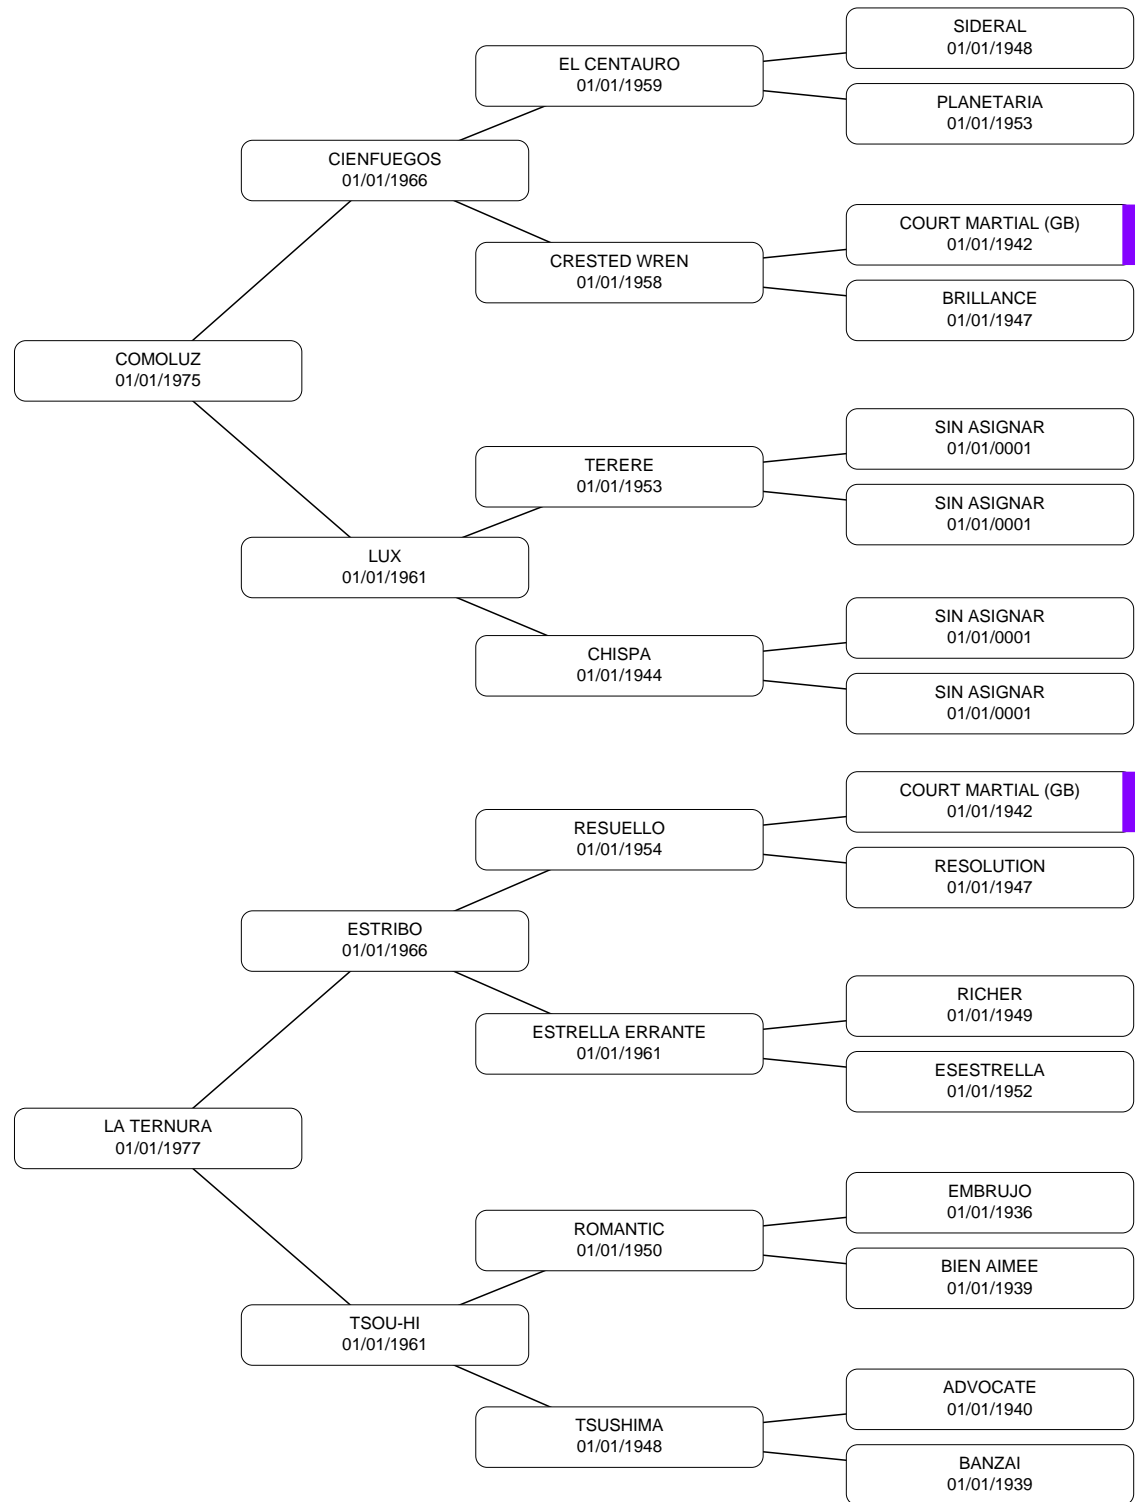 SIDERAL
01/01/1948
EL CENTAURO
01/01/1959
PLANETARIA
01/01/1953
CIENFUEGOS
01/01/1966
COURT MARTIAL (GB)
01/01/1942
CRESTED WREN
01/01/1958
BRILLANCE
01/01/1947
COMOLUZ
01/01/1975
SIN ASIGNAR
01/01/0001
TERERE
01/01/1953
SIN ASIGNAR
01/01/0001
LUX
01/01/1961
SIN ASIGNAR
01/01/0001
CHISPA
01/01/1944
SIN ASIGNAR
01/01/0001
COURT MARTIAL (GB)
01/01/1942
RESUELLO
01/01/1954
RESOLUTION
01/01/1947
ESTRIBO
01/01/1966
RICHER
01/01/1949
ESTRELLA ERRANTE
01/01/1961
ESESTRELLA
01/01/1952
LA TERNURA
01/01/1977
EMBRUJO
01/01/1936
ROMANTIC
01/01/1950
BIEN AIMEE
01/01/1939
TSOU-HI
01/01/1961
ADVOCATE
01/01/1940
TSUSHIMA
01/01/1948
BANZAI
01/01/1939